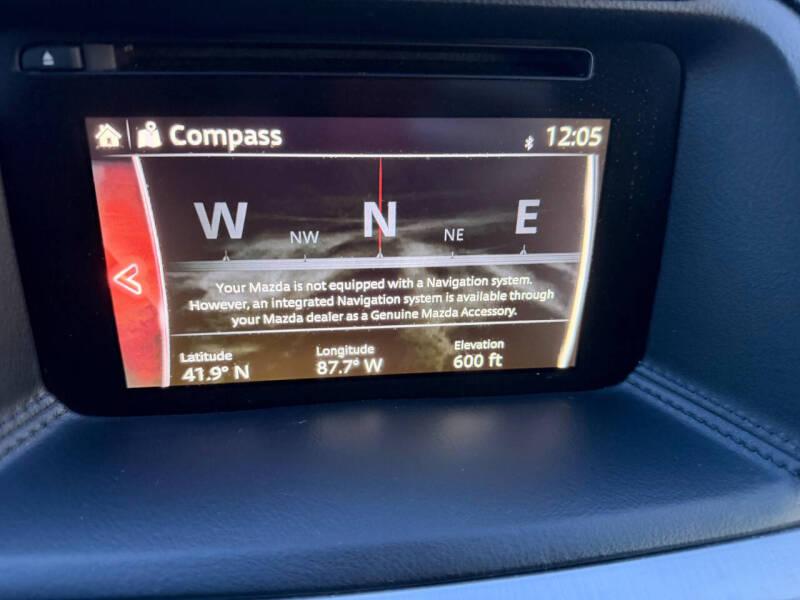 Compass 12:05
W NW N NE E
Your Mazda is not equipped with a Navigation system.
However, an integrated Navigation system is available through
your Mazda dealer as a Genuine Mazda Accessory.
Latitude Longitude Elevation
41.9° N 87.7° W 600 ft